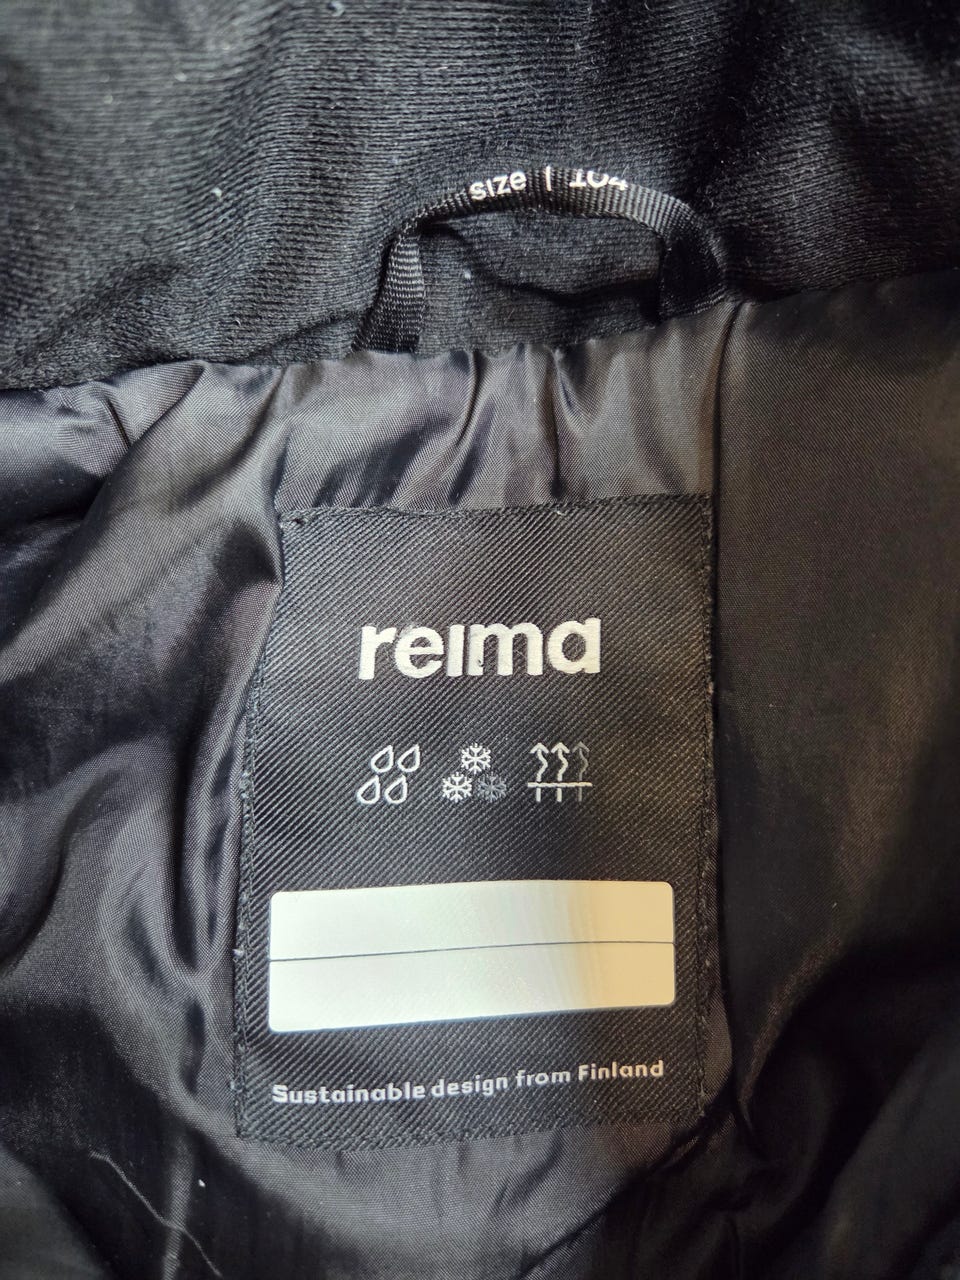 size | 104
reima
Sustainable design from Finland